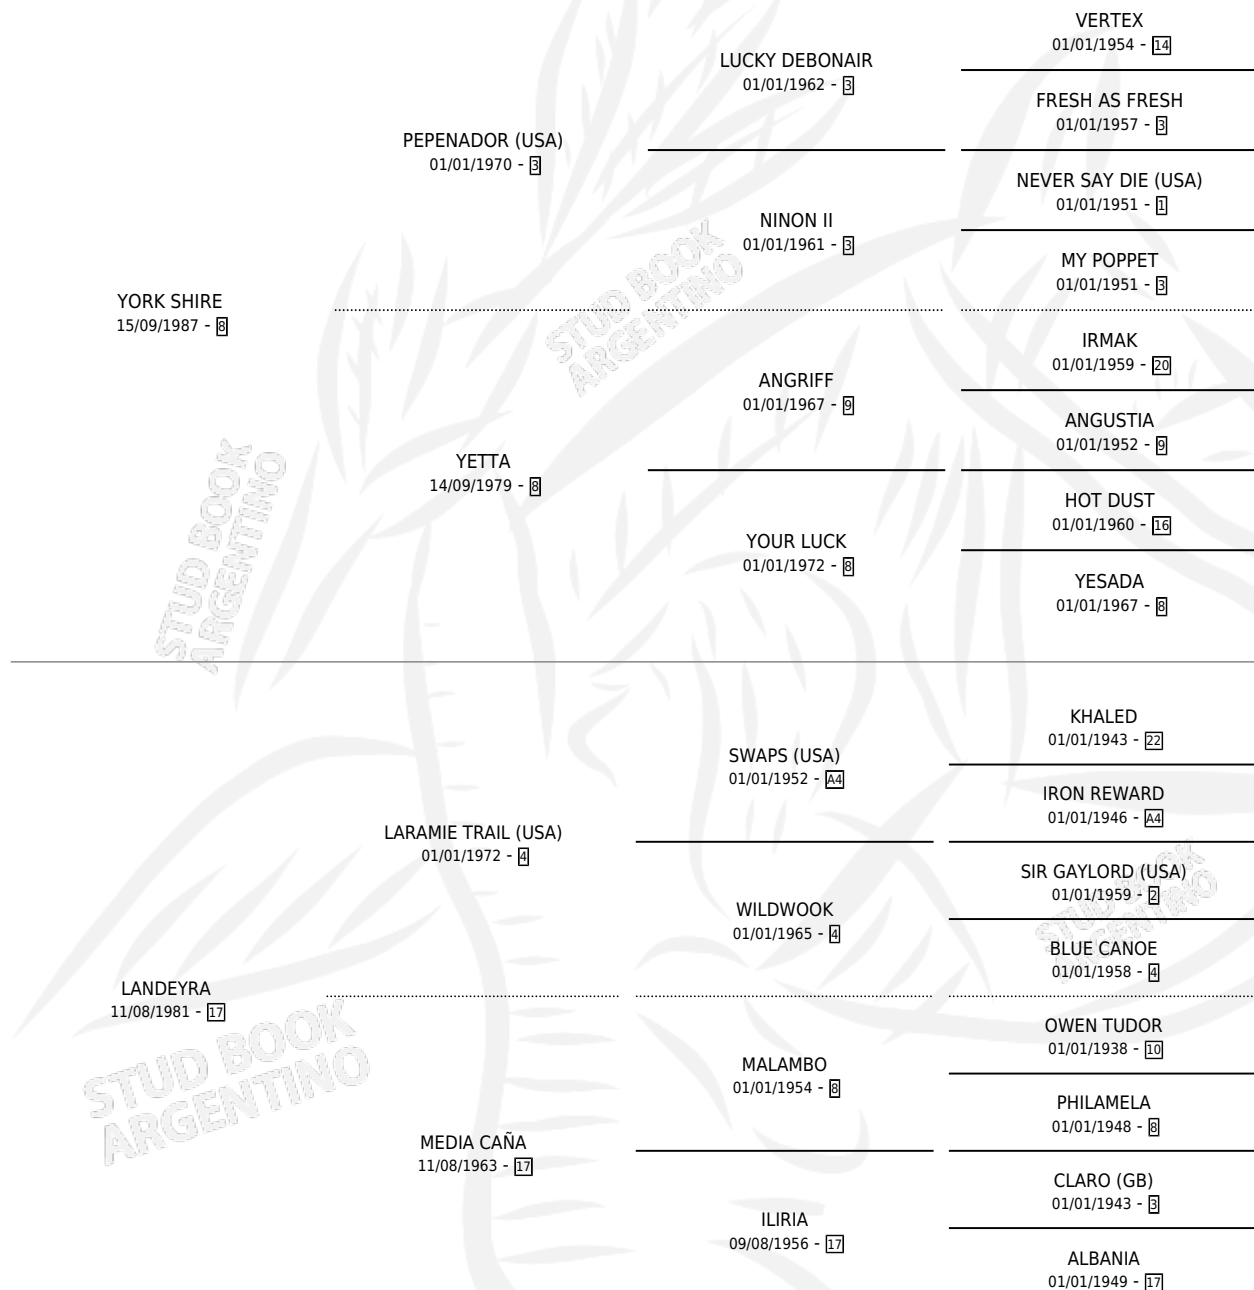 VERTEX
01/01/1954 - 14
LUCKY DEBONAIR
01/01/1962 - 3
FRESH AS FRESH
01/01/1957 - 3
PEPENADOR (USA)
01/01/1970 - 3
NEVER SAY DIE (USA)
01/01/1951 - 1
NINON II
01/01/1961 - 3
MY POPPET
01/01/1951 - 3
YORK SHIRE
15/09/1987 - 8
IRMAK
01/01/1959 - 20
ANGRIFF
01/01/1967 - 9
ANGUSTIA
01/01/1952 - 9
YETTA
14/09/1979 - 8
HOT DUST
01/01/1960 - 16
YOUR LUCK
01/01/1972 - 8
YESADA
01/01/1967 - 8
KHALED
01/01/1943 - 22
SWAPS (USA)
01/01/1952 - A4
IRON REWARD
01/01/1946 - A4
LARAMIE TRAIL (USA)
01/01/1972 - 4
SIR GAYLORD (USA)
01/01/1959 - 2
WILDWOOK
01/01/1965 - 4
BLUE CANOE
01/01/1958 - 4
LANDEYRA
11/08/1981 - 17
OWEN TUDOR
01/01/1938 - 10
MALAMBO
01/01/1954 - 8
PHILAMELA
01/01/1948 - 8
MEDIA CAÑA
11/08/1963 - 17
CLARO (GB)
01/01/1943 - 3
ILIRIA
09/08/1956 - 17
ALBANIA
01/01/1949 - 17
STUD BOOK
ARGENTINO
STUD BOOK
ARGENTINO
STUD BOOK
ARGENTINO
STUD BOOK
ARGENTINO